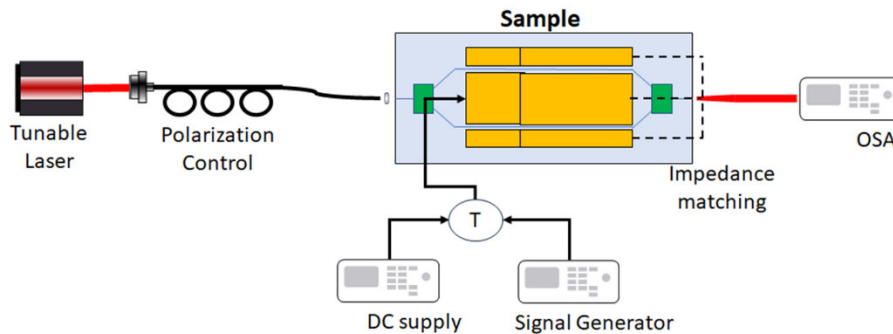 Sample
Tunable
Laser
Polarization
Control
OSA
Impedance
matching
T
DC supply
Signal Generator